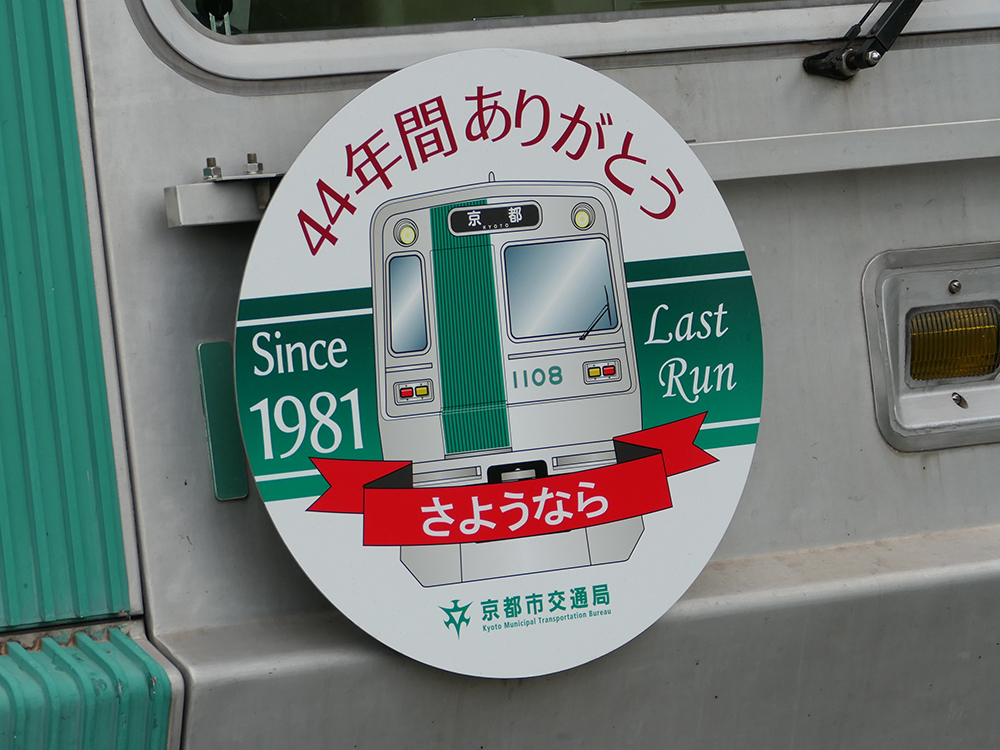 44年間ありがとう
京都
KYOTO
Since
1981
Last
Run
1108
さようなら
京都市交通局
Kyoto Municipal Transportation Bureau